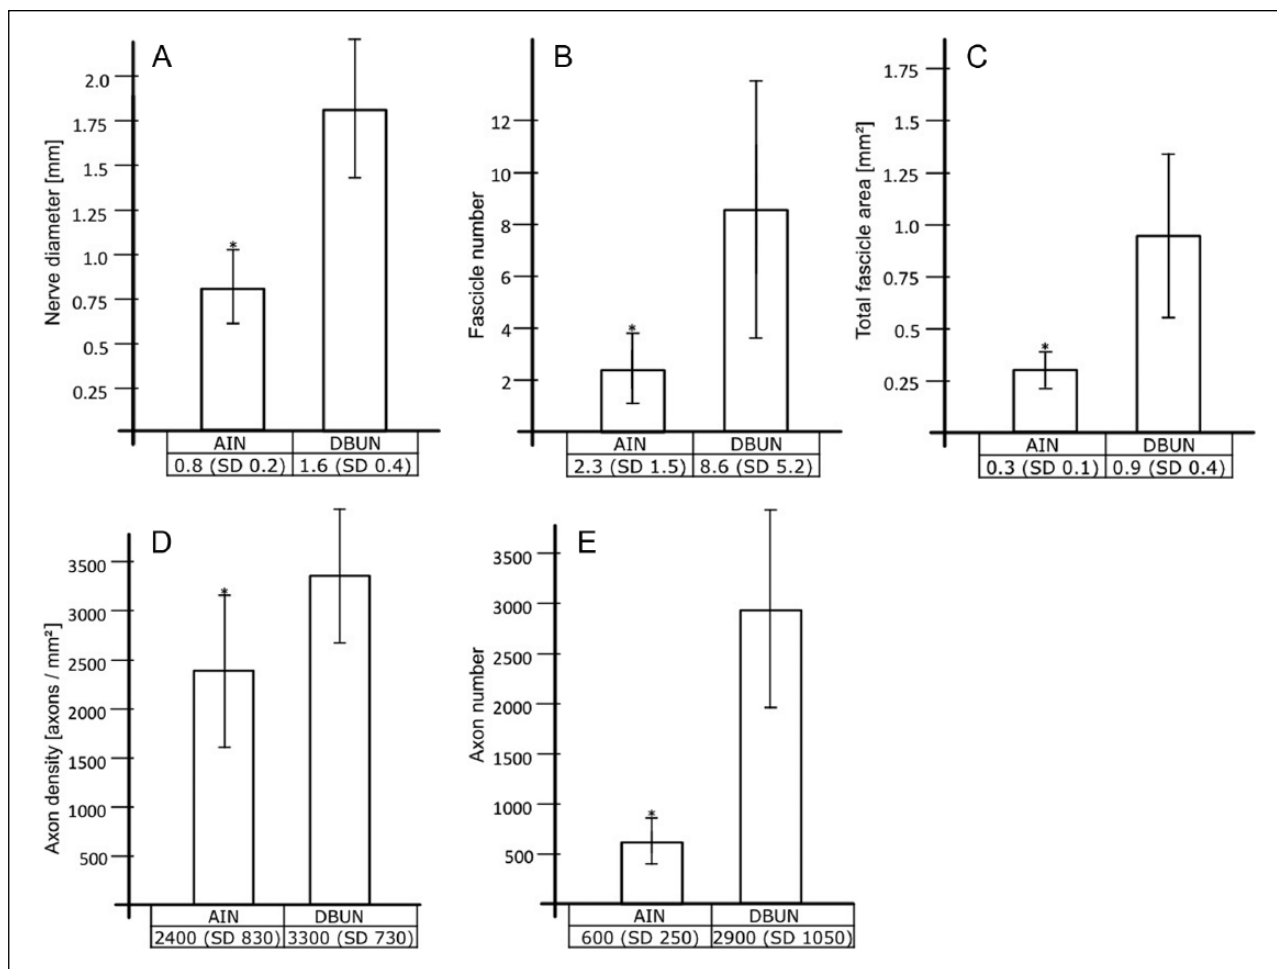 A
Nerve diameter [mm]
2.0
1.75
1.5
1.25
1.0
0.75
0.5
0.25
*
AIN DBUN
0.8 (SD 0.2) 1.6 (SD 0.4)
B
Fascicle number
12
10
8
6
4
2
*
AIN DBUN
2.3 (SD 1.5) 8.6 (SD 5.2)
C
Total fascicle area [mm²]
1.75
1.5
1.25
1.0
0.75
0.5
0.25
*
AIN DBUN
0.3 (SD 0.1) 0.9 (SD 0.4)
D
Axon density [axons / mm²]
3500
3000
2500
2000
1500
1000
500
*
AIN DBUN
2400 (SD 830) 3300 (SD 730)
E
Axon number
3500
3000
2500
2000
1500
1000
500
*
AIN DBUN
600 (SD 250) 2900 (SD 1050)